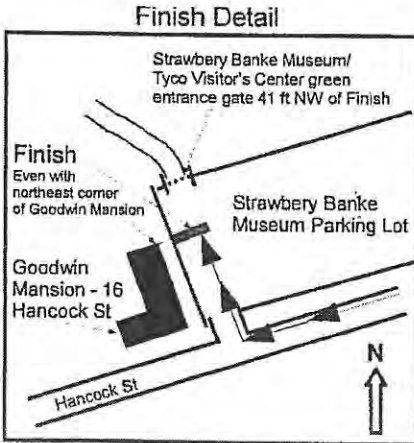 Finish Detail
Strawbery Banke Museum/
Tyco Visitor's Center green
entrance gate 41 ft NW of Finish
Finish
Even with
northeast corner
of Goodwin Mansion
Strawbery Banke
Museum Parking Lot
Goodwin
Mansion - 16
Hancock St
Hancock St
N